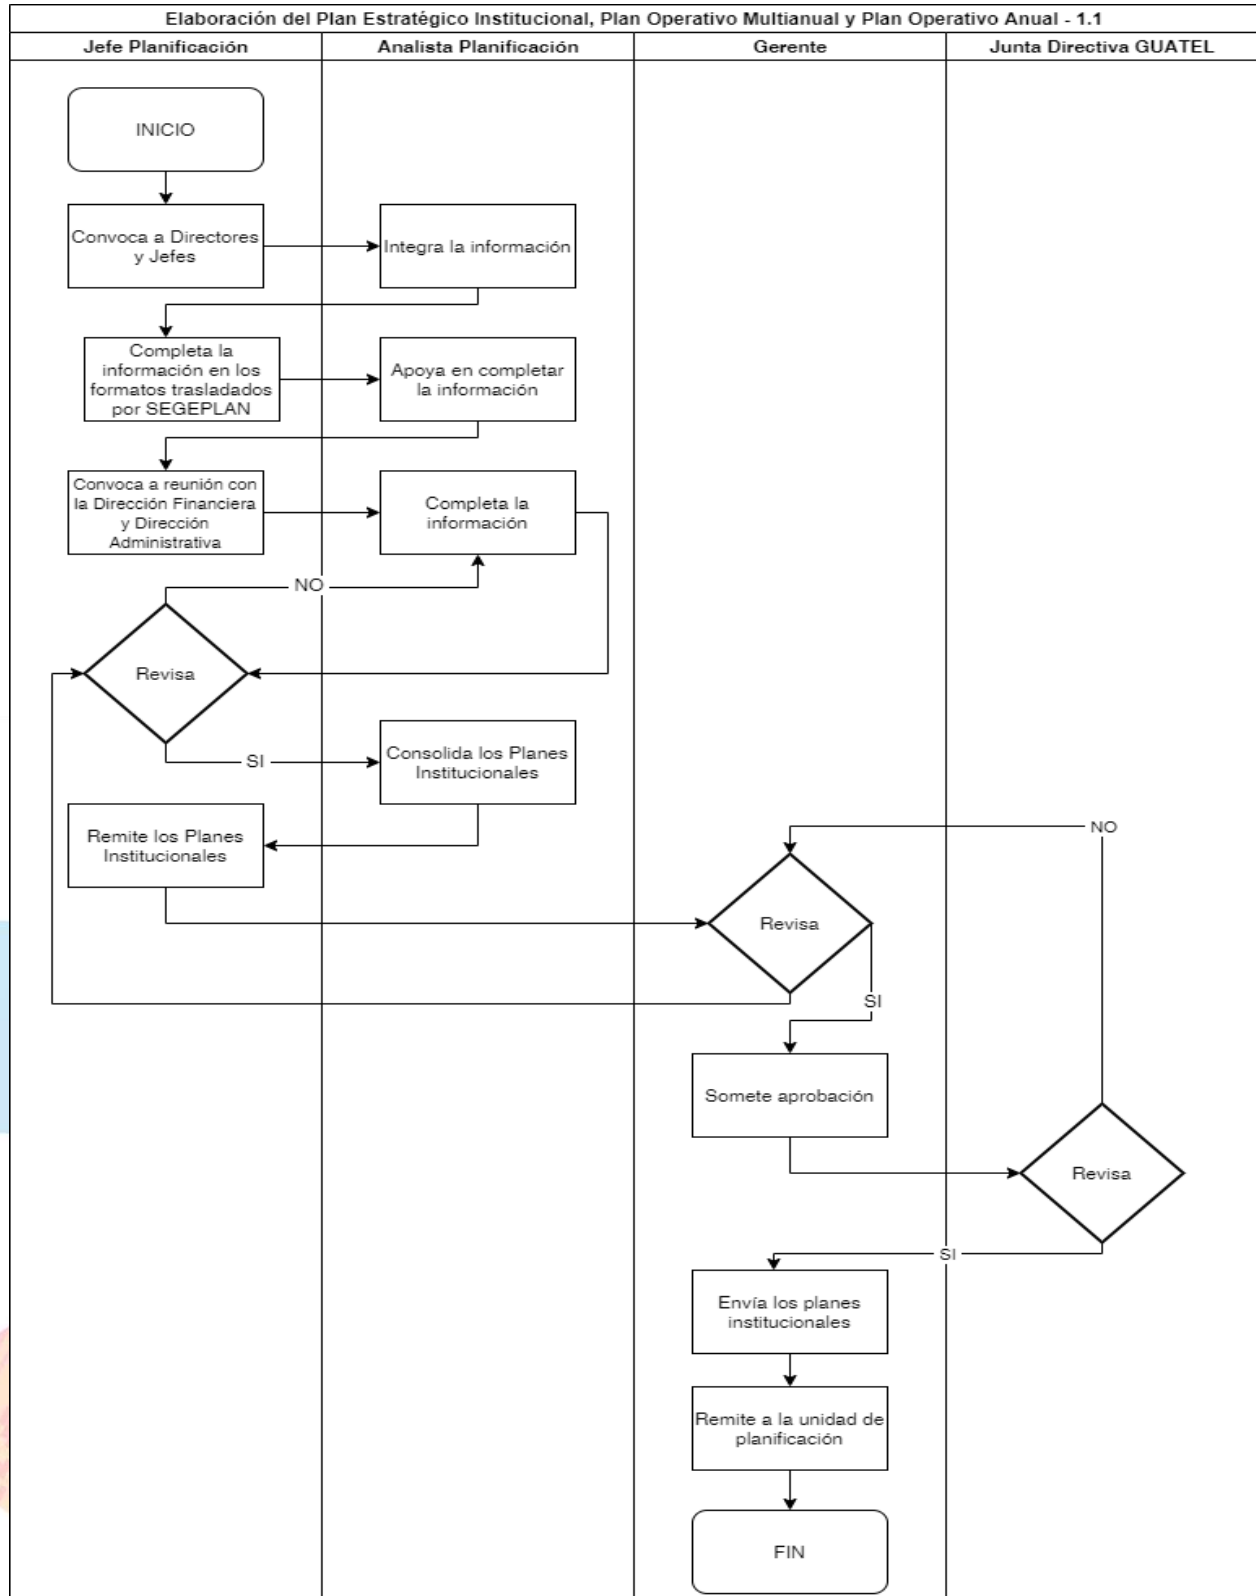 Elaboración del Plan Estratégico Institucional, Plan Operativo Multianual y Plan Operativo Anual - 1.1
Jefe Planificación
Analista Planificación
Gerente
Junta Directiva GUATEL
INICIO
Convoca a Directores
y Jefes
Integra la información
Completa la
información en los
formatos trasladados
por SEGEPLAN
Apoya en completar
la información
Convoca a reunión con
la Dirección Financiera
y Dirección
Administrativa
Completa la
información
NO
Revisa
SI
Consolida los Planes
Institucionales
Remite los Planes
Institucionales
NO
Revisa
SI
Somete aprobación
Revisa
SI
Envía los planes
institucionales
Remite a la unidad de
planificación
FIN